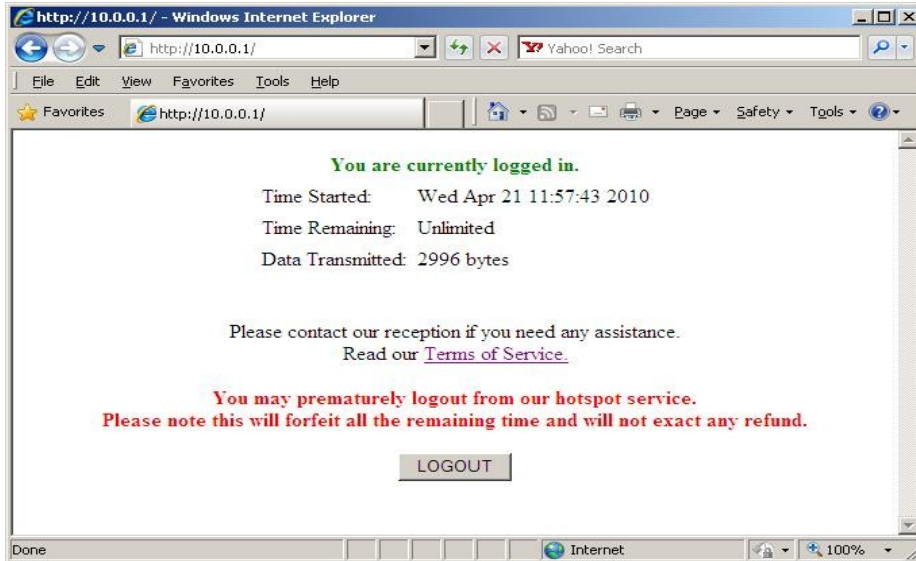 http://10.0.0.1/ - Windows Internet Explorer
http://10.0.0.1/
Yahoo! Search
File Edit View Favorites Tools Help
Favorites http://10.0.0.1/ Page Safety Tools
You are currently logged in.
Time Started: Wed Apr 21 11:57:43 2010
Time Remaining: Unlimited
Data Transmitted: 2996 bytes
Please contact our reception if you need any assistance.
Read our Terms of Service.
You may prematurely logout from our hotspot service.
Please note this will forfeit all the remaining time and will not exact any refund.
LOGOUT
Done Internet 100%